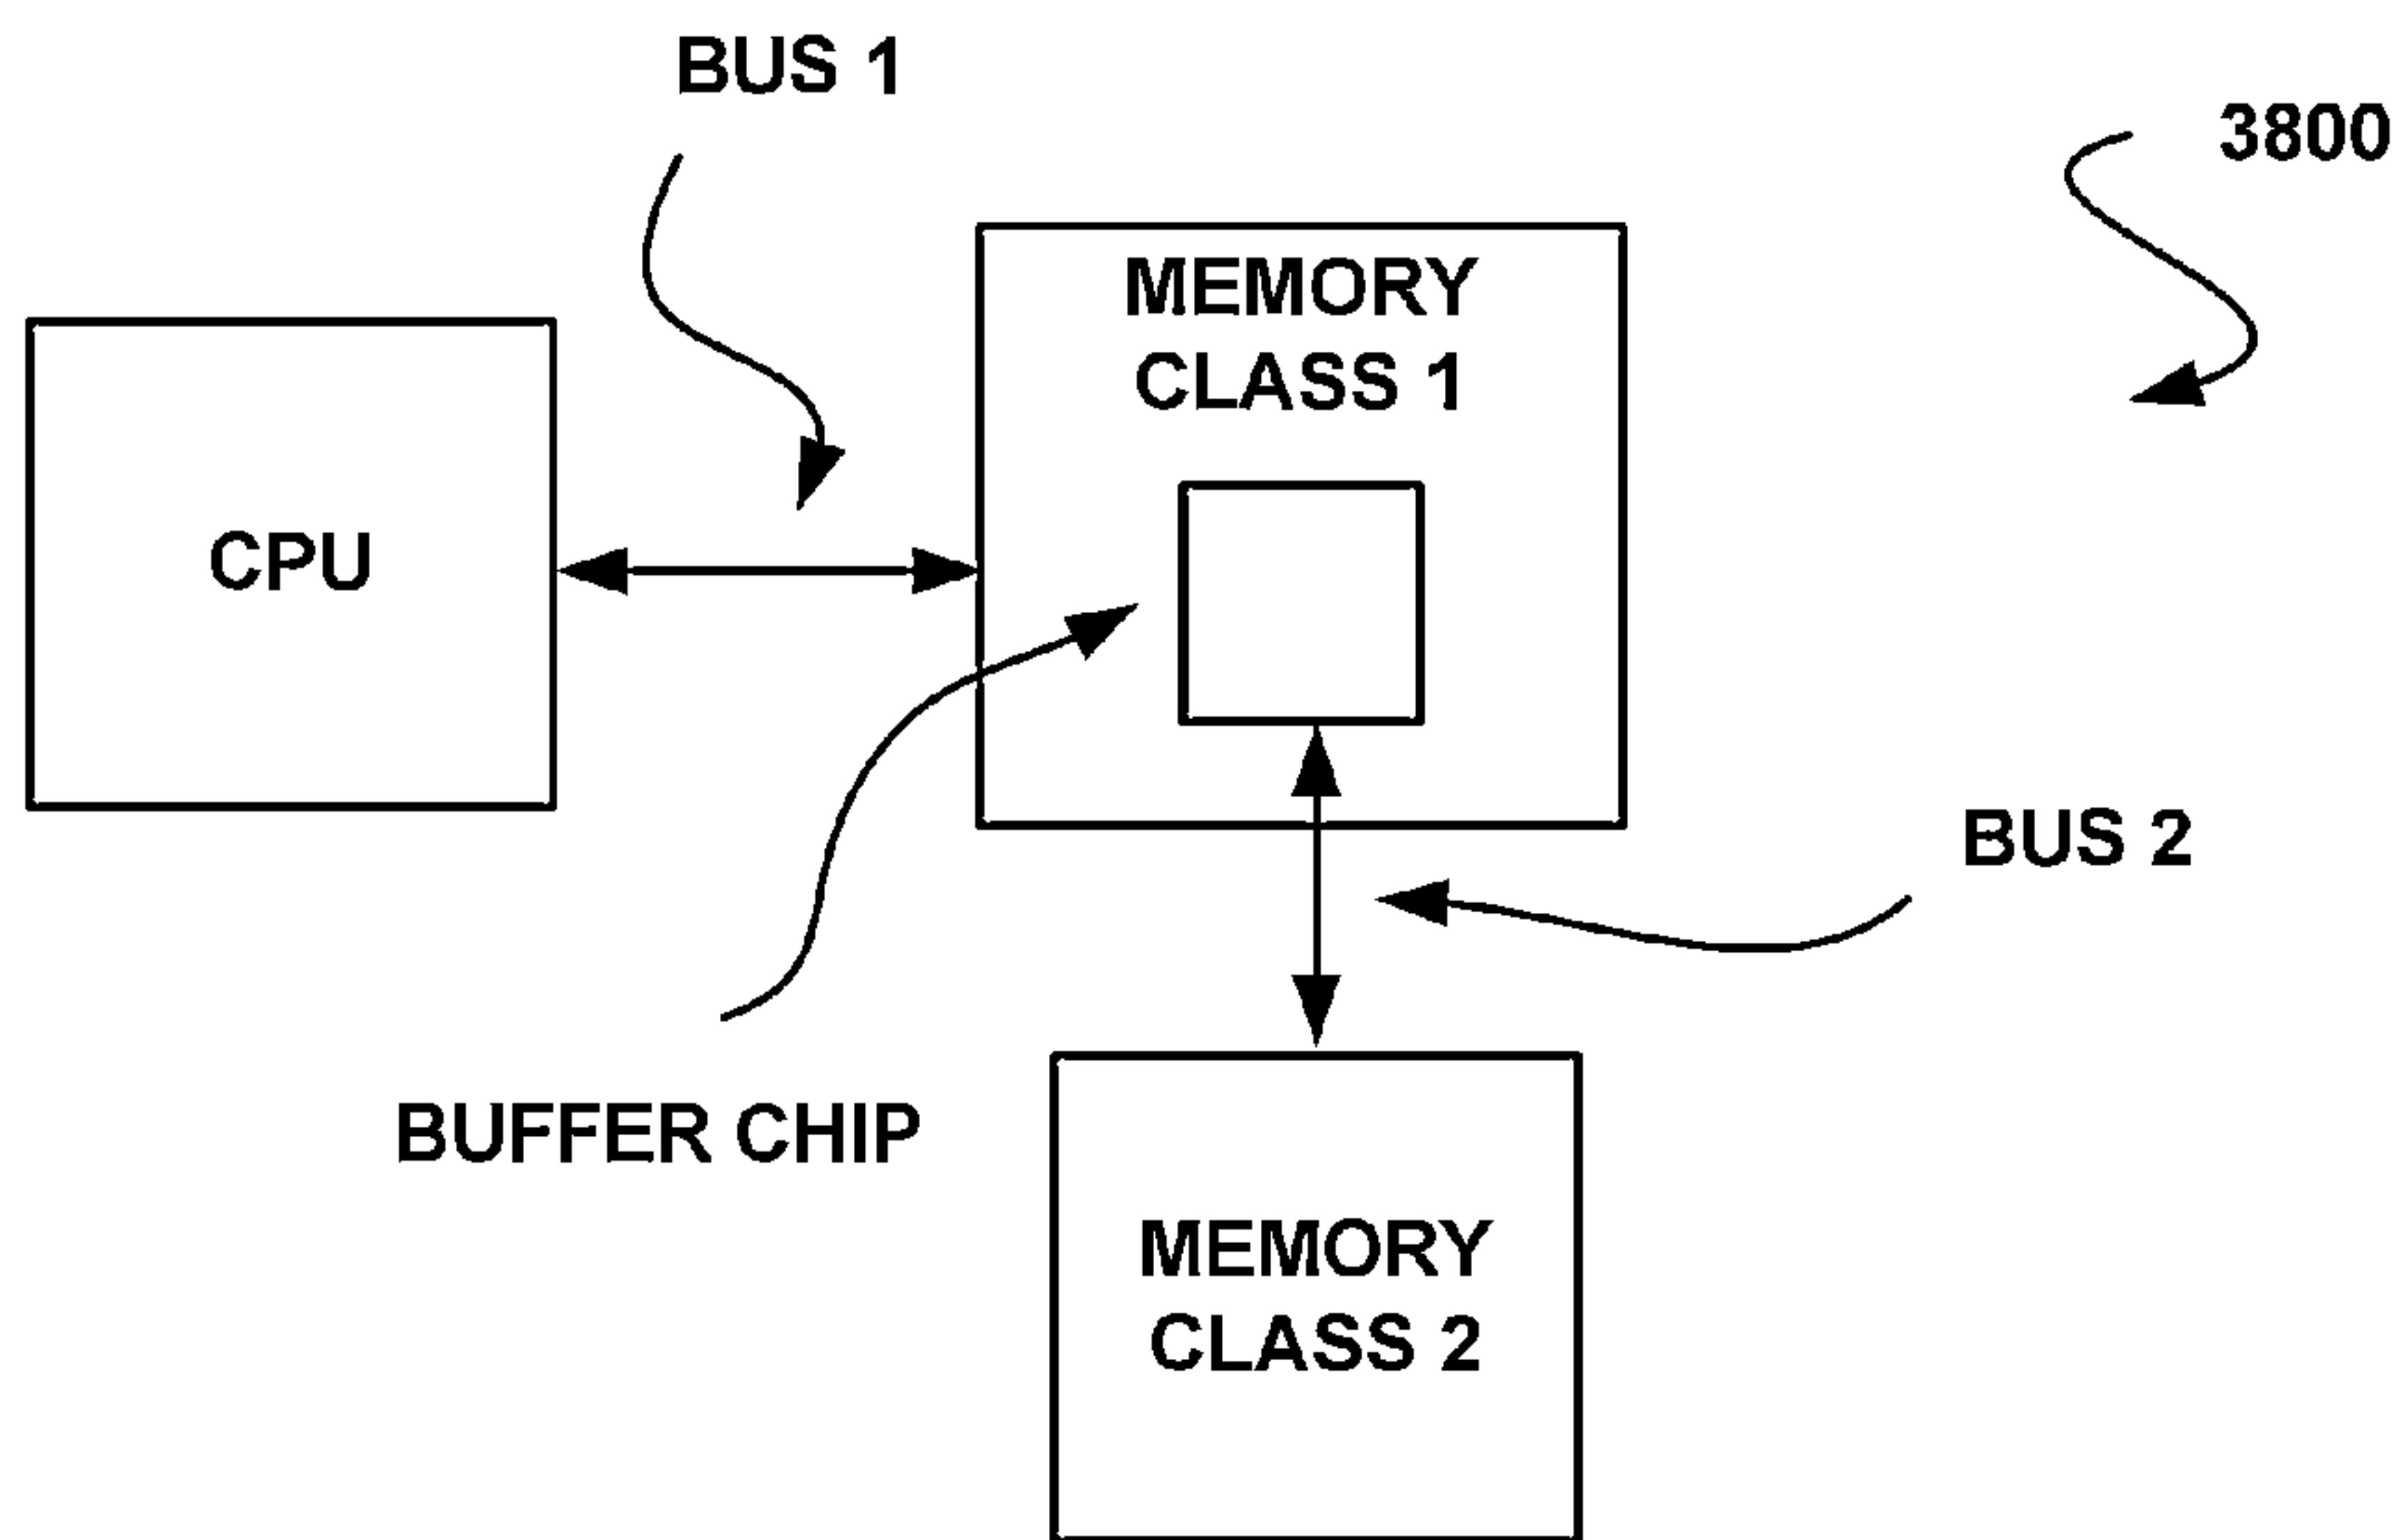 BUS 1
3800
MEMORY
CLASS 1
CPU
BUS 2
BUFFER CHIP
MEMORY
CLASS 2